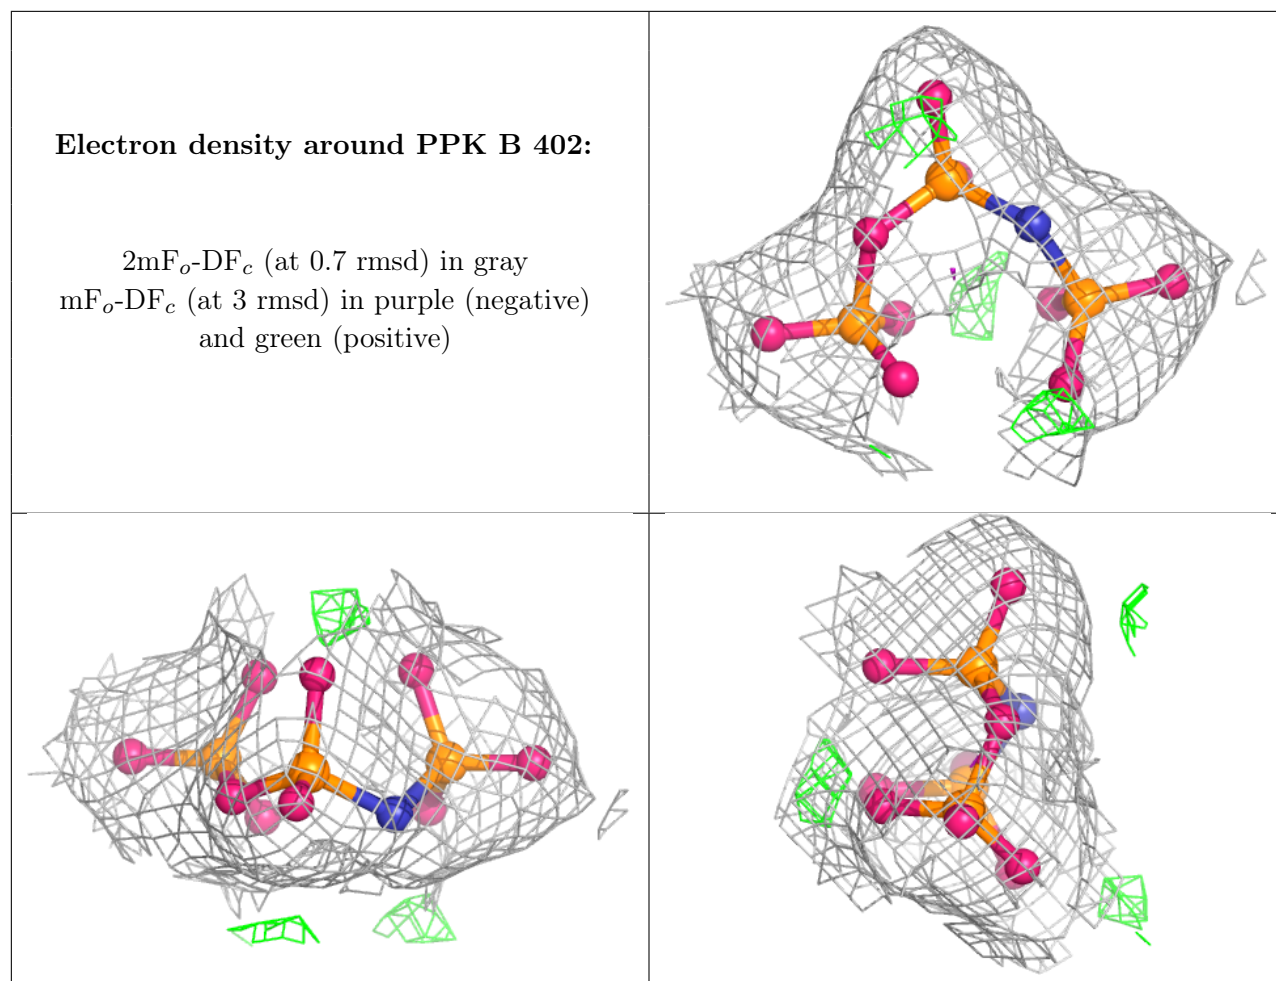 Electron density around PPK B 402:
2mFo-DFc (at 0.7 rmsd) in gray
mFo-DFc (at 3 rmsd) in purple (negative)
and green (positive)